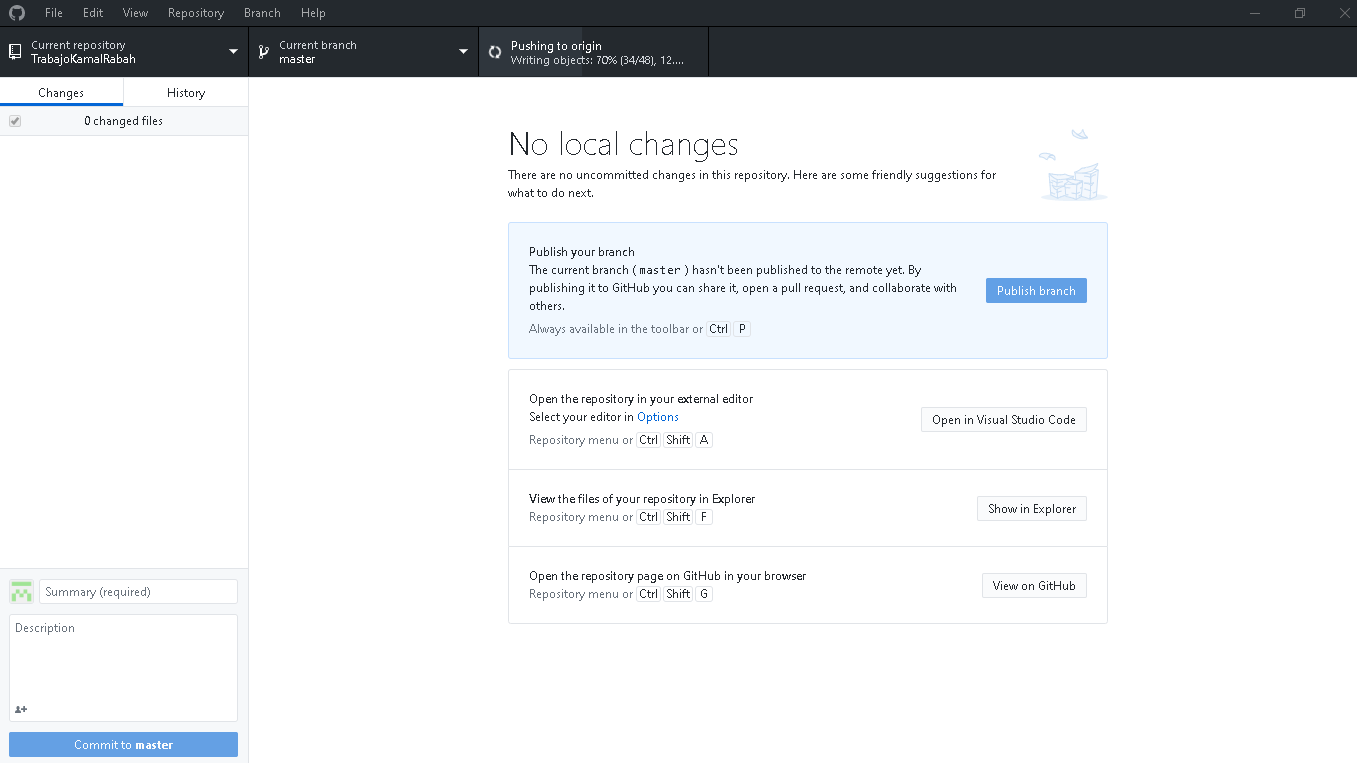 File Edit View Repository Branch Help
Current repository
TrabajoKamalRabah
Current branch
master
Pushing to origin
Writing objects: 70% (34/48), 12....
Changes History
0 changed files
No local changes
There are no uncommitted changes in this repository. Here are some friendly suggestions for
what to do next.
Publish your branch
The current branch (master) hasn't been published to the remote yet. By
publishing it to GitHub you can share it, open a pull request, and collaborate with
others.
Always available in the toolbar or Ctrl P
Publish branch
Open the repository in your external editor
Select your editor in Options
Repository menu or Ctrl Shift A
Open in Visual Studio Code
View the files of your repository in Explorer
Repository menu or Ctrl Shift F
Show in Explorer
Open the repository page on GitHub in your browser
Repository menu or Ctrl Shift G
View on GitHub
Summary (required)
Description
Commit to master